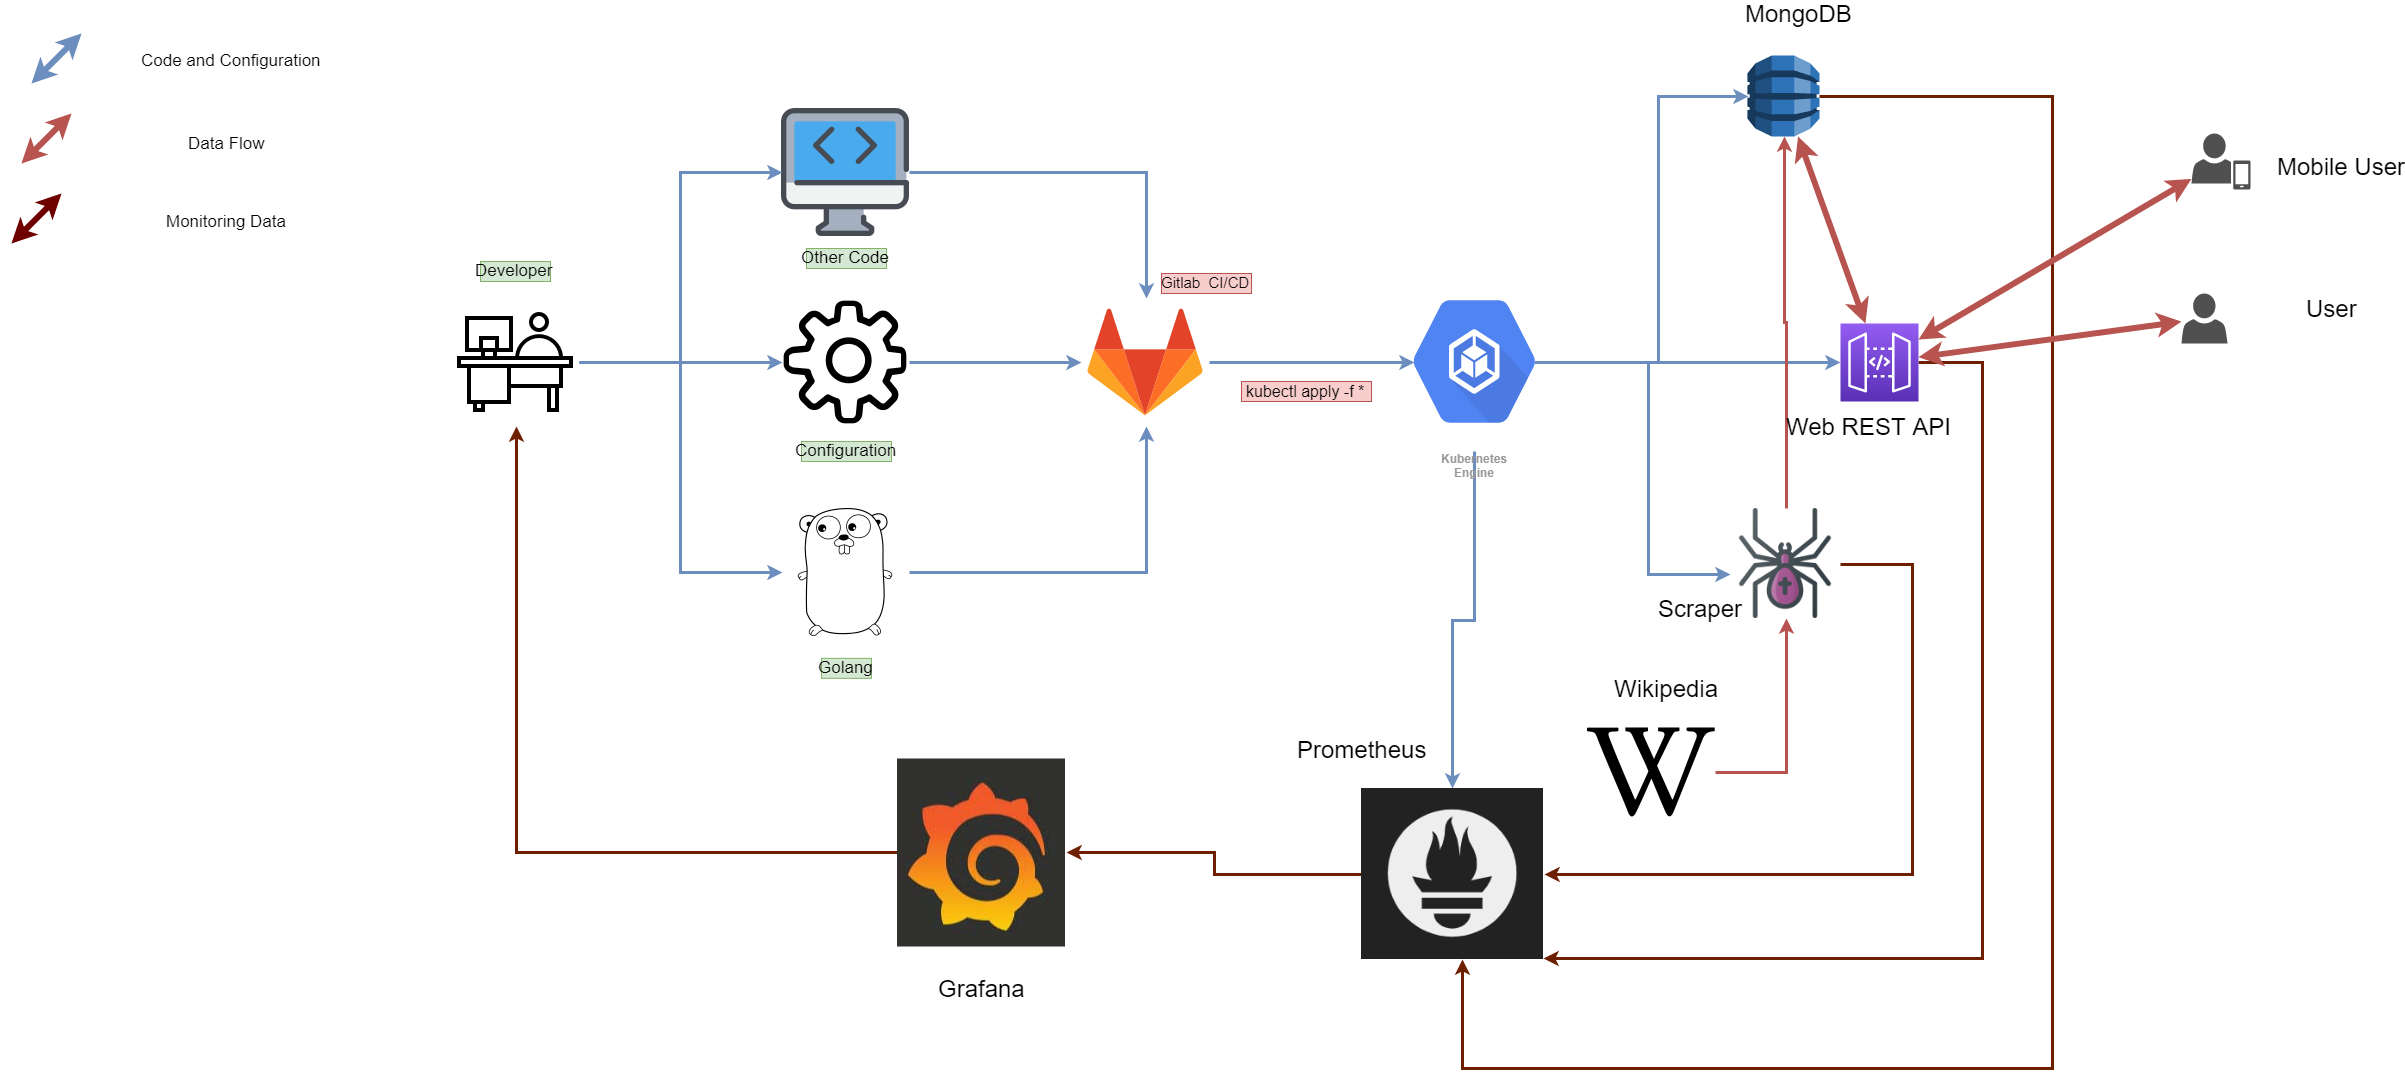 MongoDB
Code and Configuration
Data Flow
Monitoring Data
Mobile User
Other Code
Developer
Gitlab  CI/CD
User
kubectl apply -f *
Web REST API
Configuration
Kubernetes
Engine
Scraper
Golang
Wikipedia
W
Prometheus
Grafana